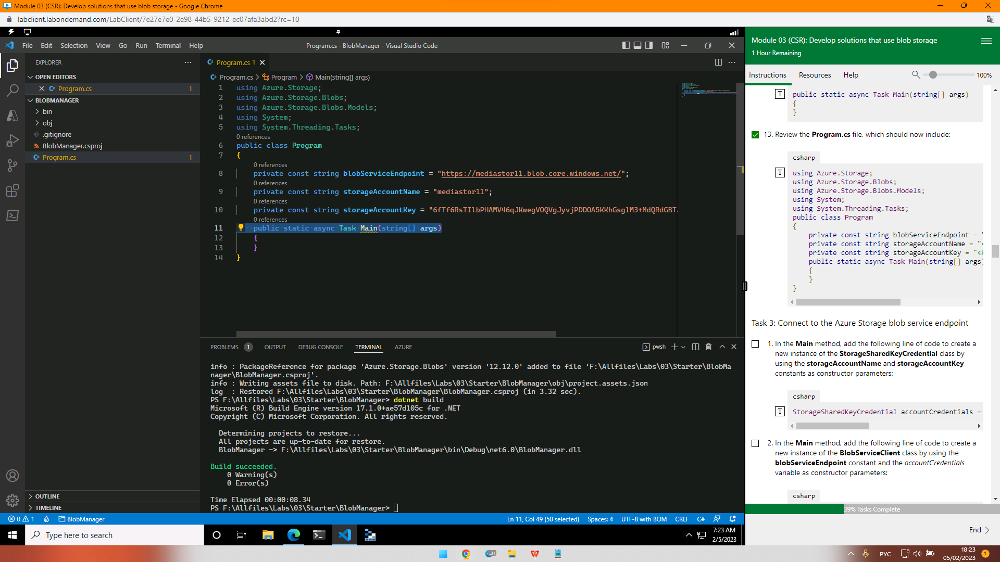 Module 03 (CSR): Develop solutions that use blob storage - Google Chrome
labclient.labondemand.com/LabClient/7e27e7e0-2e98-44b5-9212-ec07afa3abd2?rc=10
File Edit Selection View Go Run Terminal Help
Program.cs - BlobManager - Visual Studio Code
EXPLORER
OPEN EDITORS
Program.cs 1
BLOBMANAGER
bin
obj
.gitignore
BlobManager.csproj
Program.cs 1
OUTLINE
TIMELINE
Program.cs 1
Program.cs > Program > Main(string[] args)
1 using Azure.Storage;
2 using Azure.Storage.Blobs;
3 using Azure.Storage.Blobs.Models;
4 using System;
5 using System.Threading.Tasks;
0 references
6 public class Program
7 {
0 references
8 private const string blobServiceEndpoint = "https://mediastor11.blob.core.windows.net/";
0 references
9 private const string storageAccountName = "mediastor11";
0 references
10 private const string storageAccountKey = "6fTf6RsTIlbPHAMV46qJKwegVOQVgJyvjPDDOA5KKhGsg1M3+MdQRdGBT
0 references
11 public static async Task Main(string[] args)
12 {
13 }
14 }
PROBLEMS 1 OUTPUT DEBUG CONSOLE TERMINAL AZURE
pwsh
info : PackageReference for package 'Azure.Storage.Blobs' version '12.12.0' added to file 'F:\Allfiles\Labs\03\Starter\BlobMa
nager\BlobManager.csproj'.
info : Writing assets file to disk. Path: F:\Allfiles\Labs\03\Starter\BlobManager\obj\project.assets.json
log : Restored F:\Allfiles\Labs\03\Starter\BlobManager\BlobManager.csproj (in 3.32 sec).
PS F:\Allfiles\Labs\03\Starter\BlobManager> dotnet build
Microsoft (R) Build Engine version 17.1.0+ae57d105c for .NET
Copyright (C) Microsoft Corporation. All rights reserved.
Determining projects to restore...
All projects are up-to-date for restore.
BlobManager -> F:\Allfiles\Labs\03\Starter\BlobManager\bin\Debug\net6.0\BlobManager.dll
Build succeeded.
0 Warning(s)
0 Error(s)
Time Elapsed 00:00:08.34
PS F:\Allfiles\Labs\03\Starter\BlobManager>
0 1 BlobManager
Ln 11, Col 49 (50 selected) Spaces: 4 UTF-8 with BOM CRLF C#
Type here to search
7:23 AM
2/5/2023
Module 03 (CSR): Develop solutions that use blob storage
1 Hour Remaining
Instructions Resources Help 100%
T
public static async Task Main(string[] args)
{
}
13. Review the Program.cs file, which should now include:
csharp
T
using Azure.Storage;
using Azure.Storage.Blobs;
using Azure.Storage.Blobs.Models;
using System;
using System.Threading.Tasks;
public class Program
{
private const string blobServiceEndpoint = "
private const string storageAccountName = "<
private const string storageAccountKey = "<k
public static async Task Main(string[] args)
{
}
}
Task 3: Connect to the Azure Storage blob service endpoint
1. In the Main method, add the following line of code to create a
new instance of the StorageSharedKeyCredential class by
using the storageAccountName and storageAccountKey
constants as constructor parameters:
csharp
T
StorageSharedKeyCredential accountCredentials =
2. In the Main method, add the following line of code to create a
new instance of the BlobServiceClient class by using the
blobServiceEndpoint constant and the accountCredentials
variable as constructor parameters:
csharp
39% Tasks Complete
End
31
РУС
18:23
05/02/2023
1